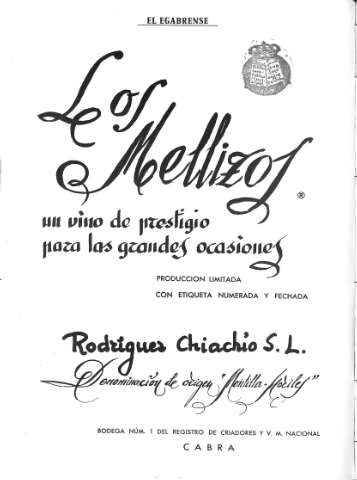 EL EGABRENSE
Los
Mellizos
®
un vino de prestigio
para las grandes ocasiones
PRODUCCION LIMITADA
CON ETIQUETA NUMERADA Y FECHADA
Rodríguez Chiachio S. L.
Denominación de origen "Montilla-Moriles"
BODEGA NÚM. 1 DEL REGISTRO DE CRIADORES Y V. M. NACIONAL
CABRA